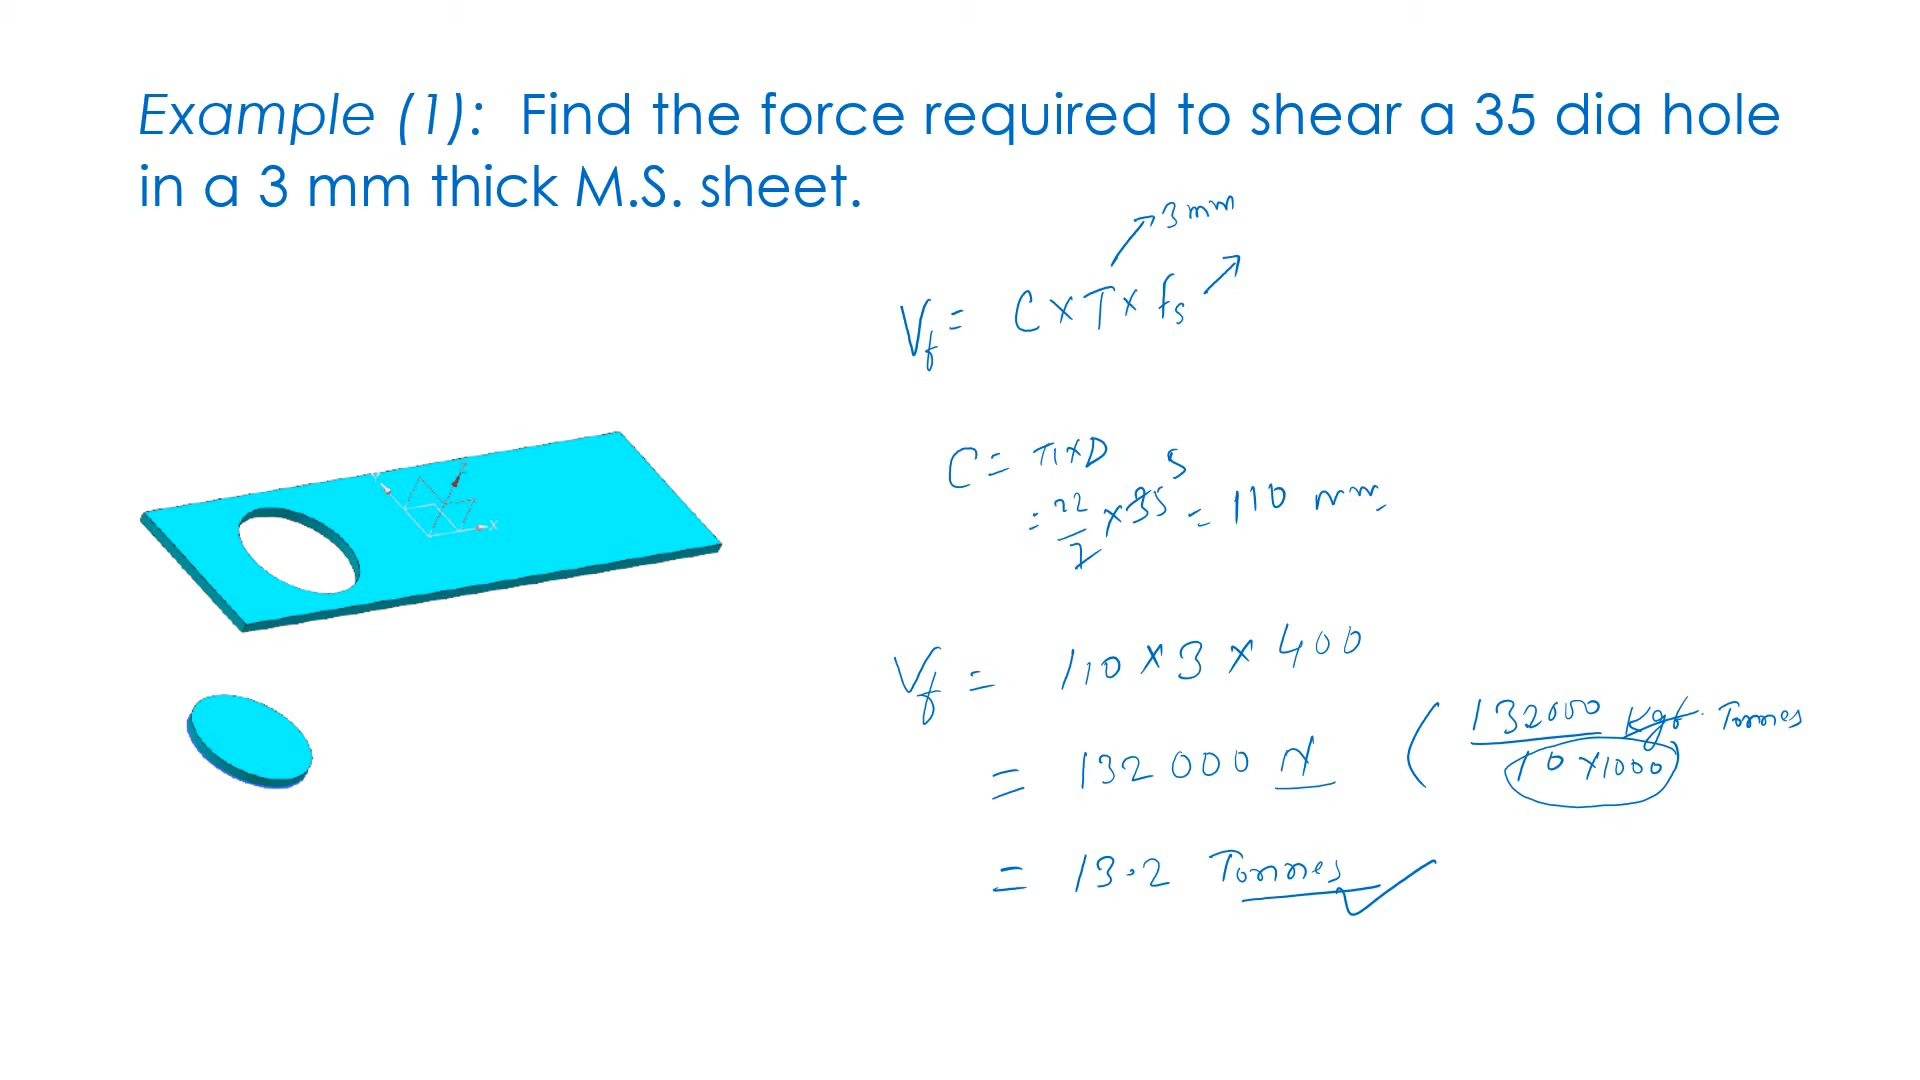 Example (1): Find the force required to shear a 35 dia hole
in a 3 mm thick M.S. sheet.
3 mm
Vf = C × T × fs
C = π × D
= 22/7 × 35 5 = 110 mm
Vf = 110 × 3 × 400
= 132000 N ( 132000 / 10 × 1000 Kgf Tonnes
= 13.2 Tonnes
Z
X